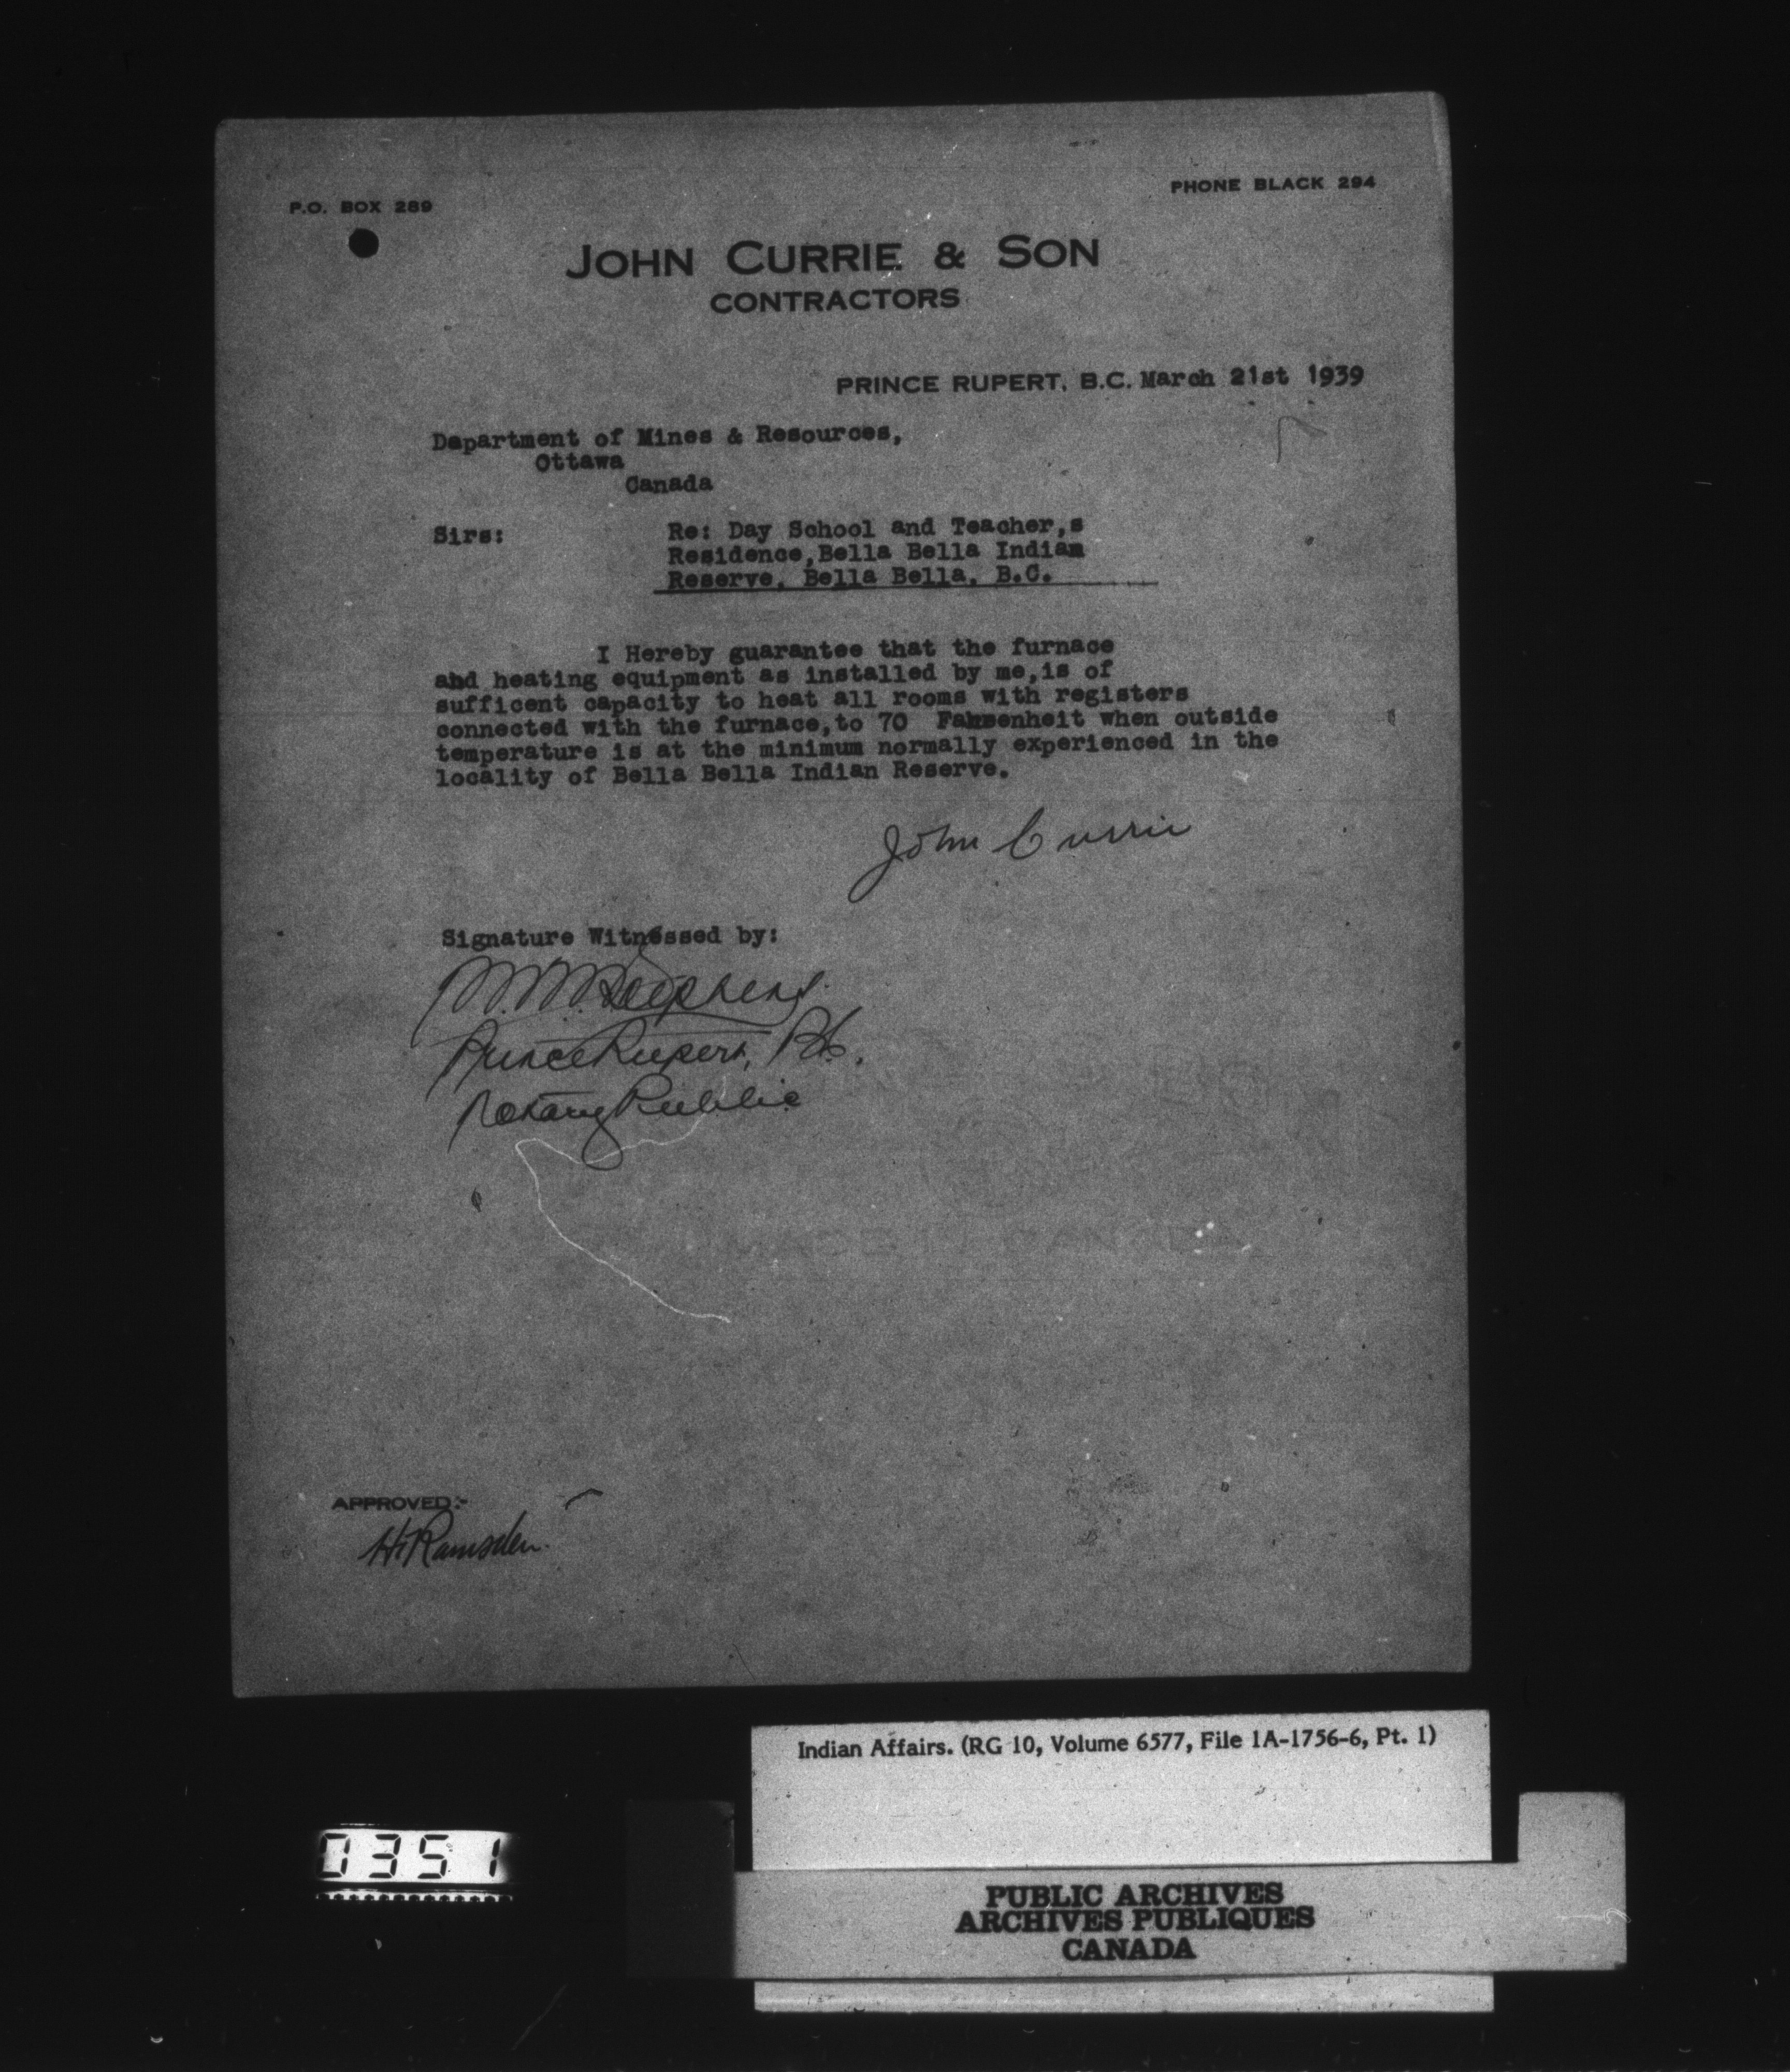 P.O. BOX 289
PHONE BLACK 294
JOHN CURRIE & SON
CONTRACTORS
PRINCE RUPERT, B.C. March 21st 1939
Department of Mines & Resources,
Ottawa
Canada
Sirs:
Re: Day School and Teacher,s
Residence,Bella Bella Indian
Reserve, Bella Bella, B.C.
I Hereby guarantee that the furnace
and heating equipment as installed by me,is of
sufficent capacity to heat all rooms with registers
connected with the furnace,to 70 Fahrenheit when outside
temperature is at the minimum normally experienced in the
locality of Bella Bella Indian Reserve.
John Currie
Signature Witnessed by:
Stephens
Prince Rupert, B.C.
Notary Public
APPROVED:-
H. Ramsden
Indian Affairs. (RG 10, Volume 6577, File 1A-1756-6, Pt. 1)
0351
PUBLIC ARCHIVES
ARCHIVES PUBLIQUES
CANADA